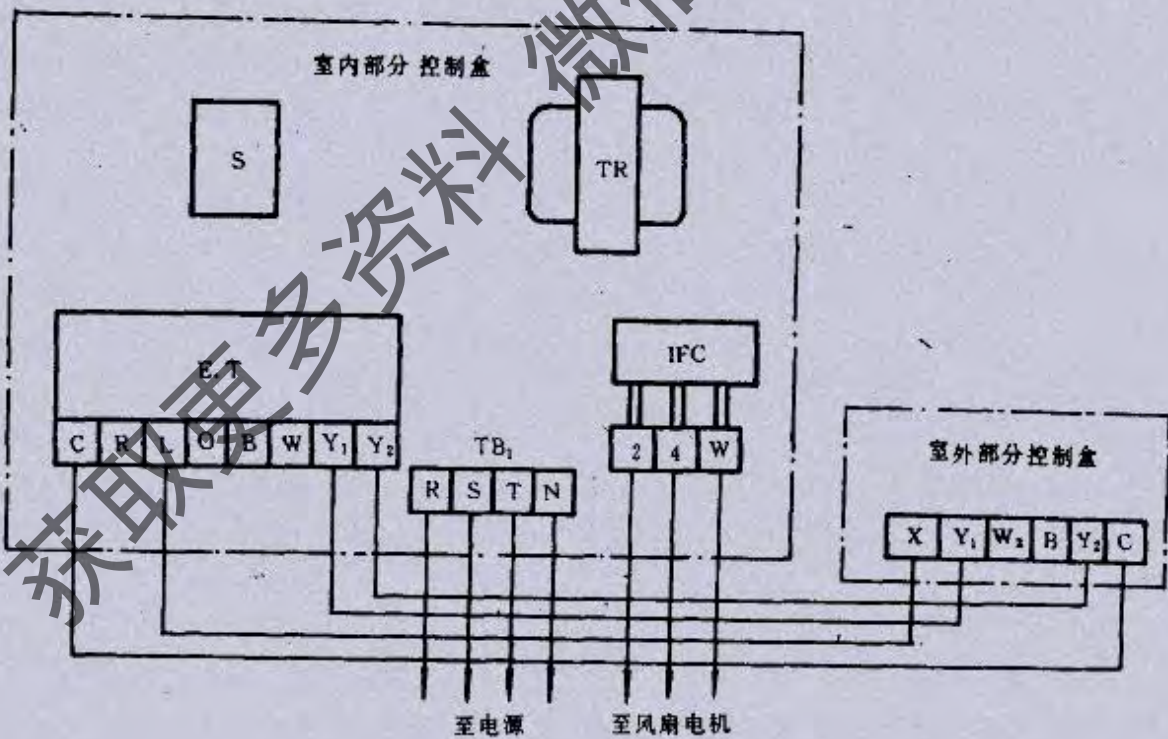 室内部分 控制盒
S
TR
E.T
IFC
C R L O B W Y₁ Y₂
TB₁
2 4 W
R S T N
室外部分控制盒
X Y₁ W₂ B Y₂ C
至电源
至风扇电机
获取更多资料 微信